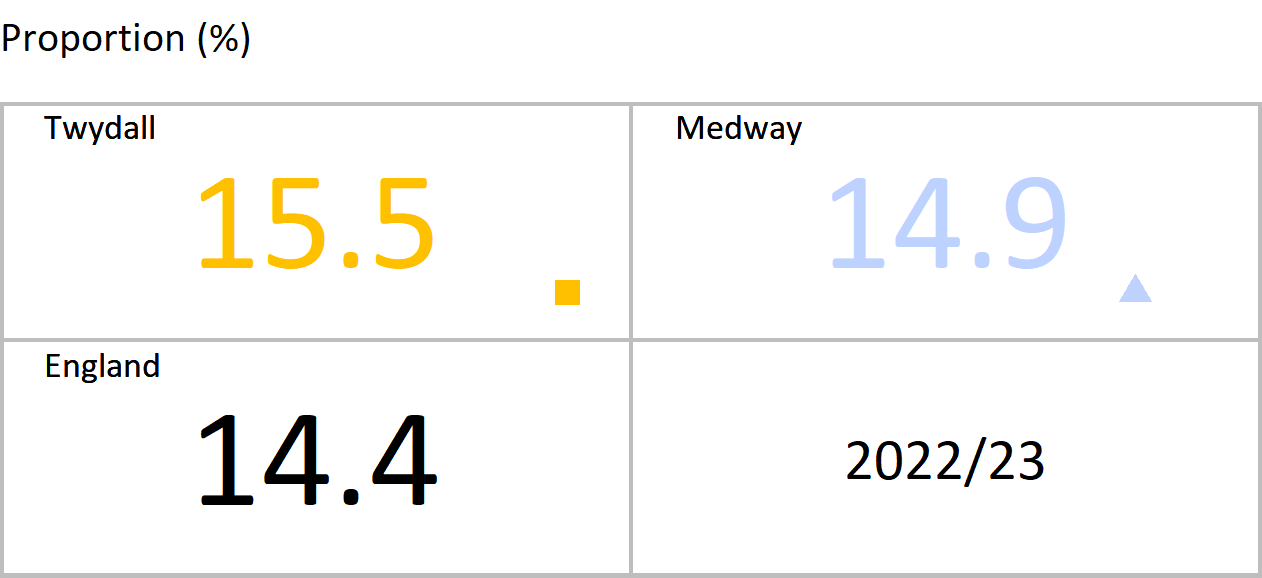 Proportion (%)
Twydall
15.5
Medway
14.9
England
14.4
2022/23